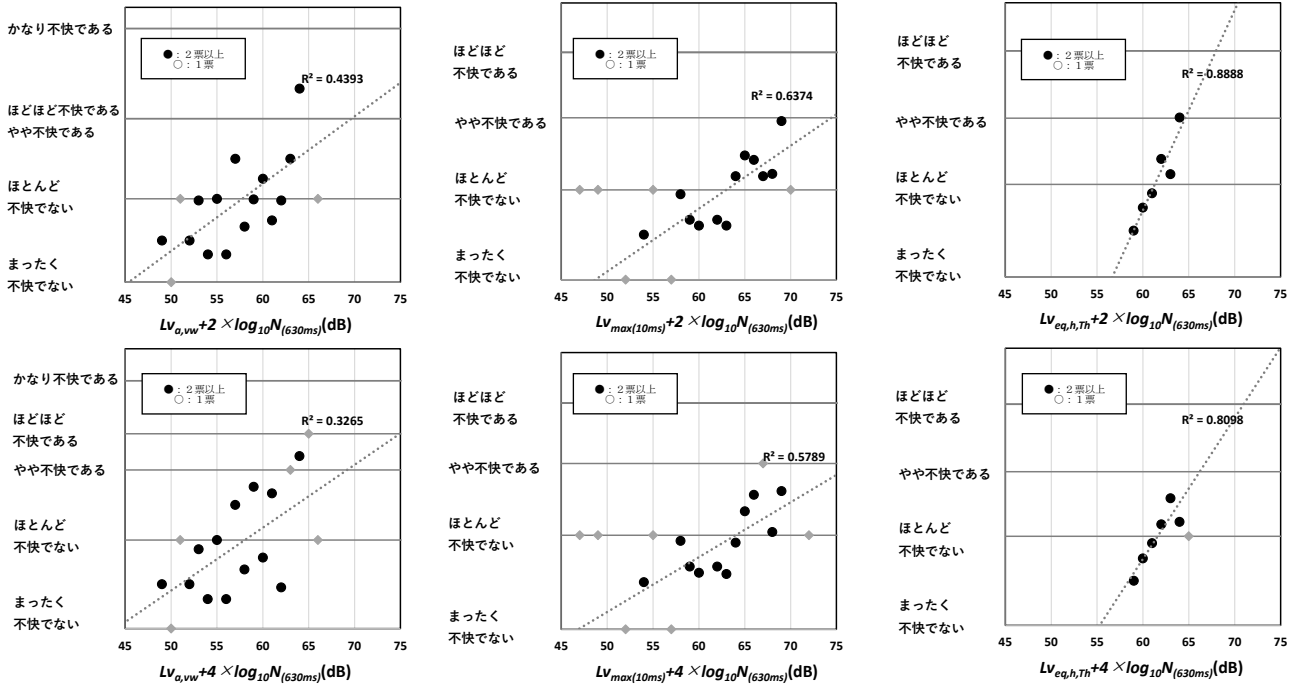 かなり不快である
ほどほど不快である
やや不快である
ほとんど
不快でない
まったく
不快でない
●：２票以上
○：１票
R² = 0.4393
45 50 55 60 65 70 75
Lv_{a,vw}+2×log₁₀N_{(630ms)}(dB)
ほどほど
不快である
やや不快である
ほとんど
不快でない
まったく
不快でない
●：２票以上
○：１票
R² = 0.6374
45 50 55 60 65 70 75
Lv_{max(10ms)}+2×log₁₀N_{(630ms)}(dB)
ほどほど
不快である
やや不快である
ほとんど
不快でない
まったく
不快でない
●：２票以上
○：１票
R² = 0.8888
45 50 55 60 65 70 75
Lv_{eq,h,Th}+2×log₁₀N_{(630ms)}(dB)
かなり不快である
ほどほど
不快である
やや不快である
ほとんど
不快でない
まったく
不快でない
●：２票以上
○：１票
R² = 0.3265
45 50 55 60 65 70 75
Lv_{a,vw}+4×log₁₀N_{(630ms)}(dB)
ほどほど
不快である
やや不快である
ほとんど
不快でない
まったく
不快でない
●：２票以上
○：１票
R² = 0.5789
45 50 55 60 65 70 75
Lv_{max(10ms)}+4×log₁₀N_{(630ms)}(dB)
ほどほど
不快である
やや不快である
ほとんど
不快でない
まったく
不快でない
●：２票以上
○：１票
R² = 0.8098
45 50 55 60 65 70 75
Lv_{eq,h,Th}+4×log₁₀N_{(630ms)}(dB)